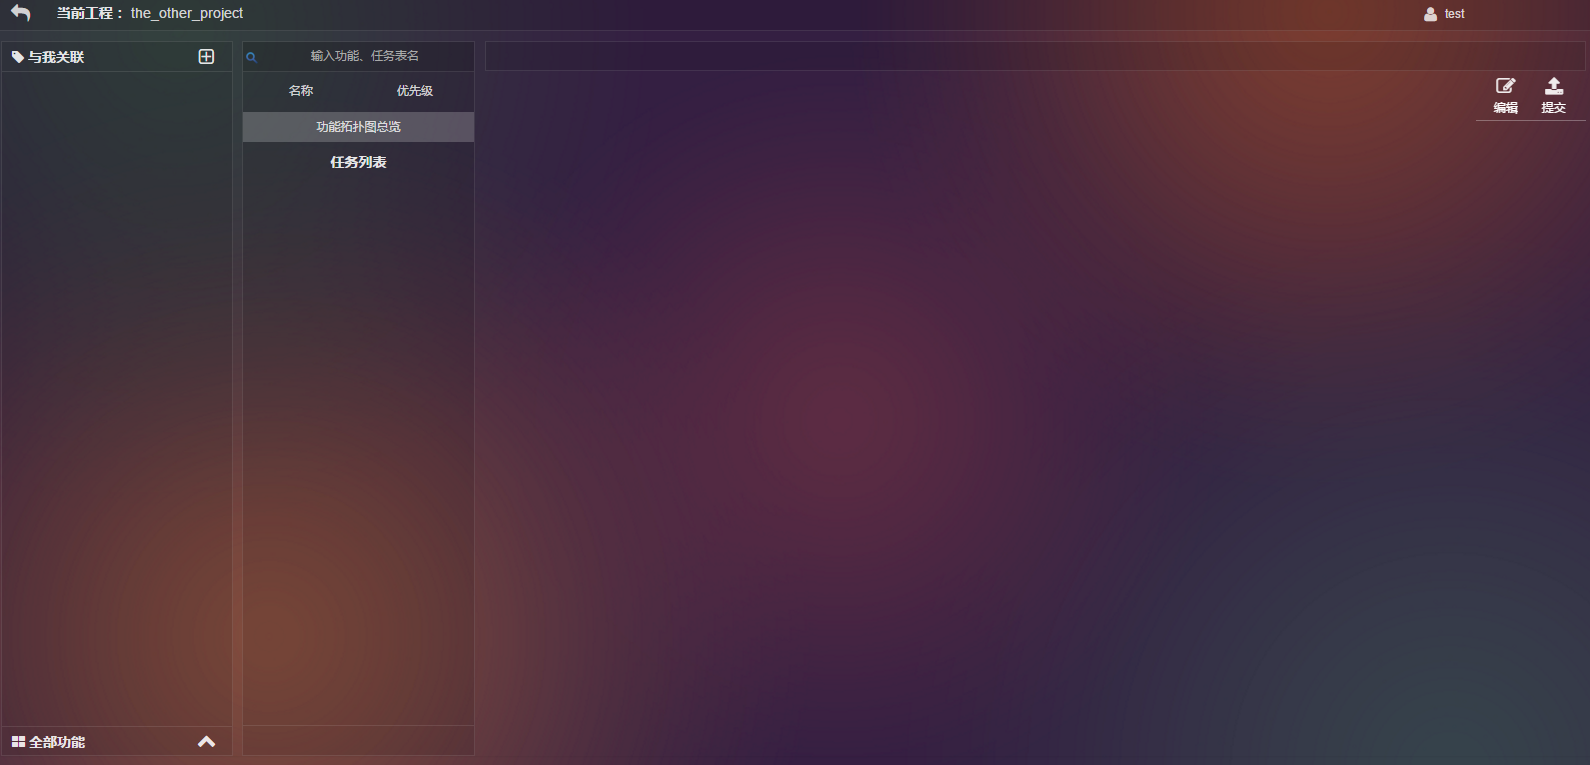 当前工程： the_other_project
test
与我关联
输入功能、任务表名
名称 优先级
编辑 提交
功能拓扑图总览
任务列表
全部功能